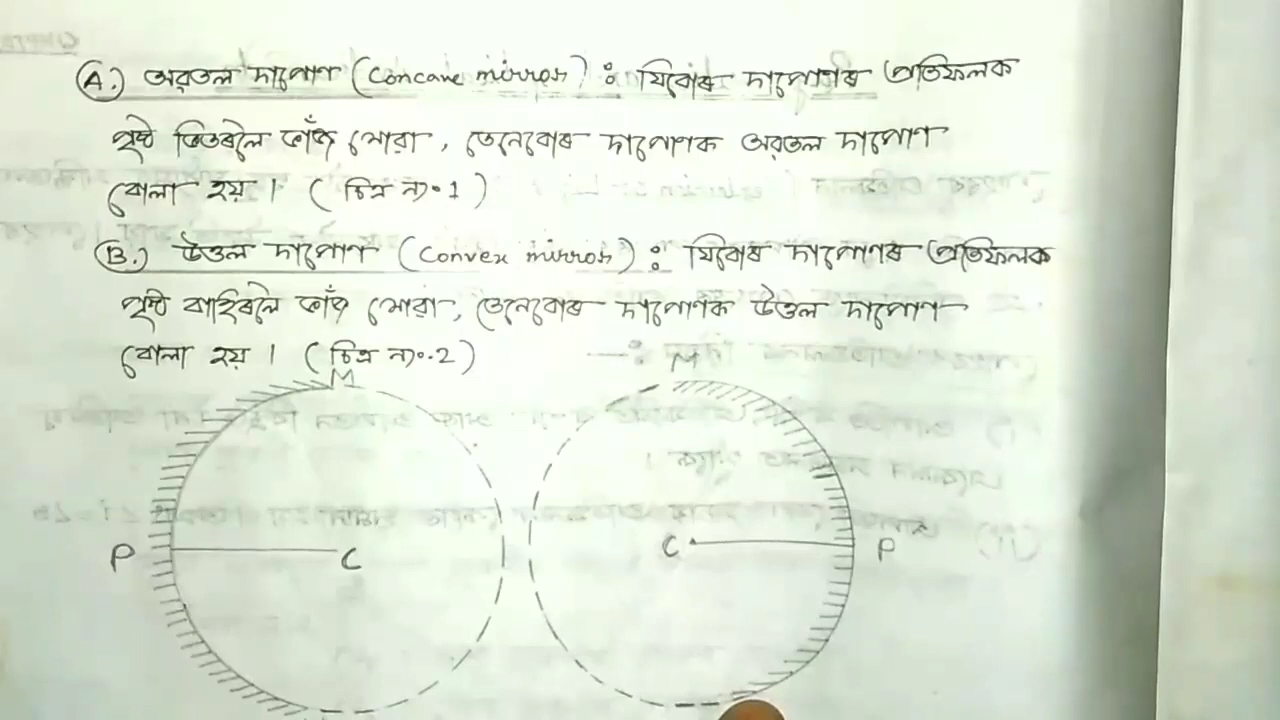 (A.) অৱতল দাপোণ (Concave mirror) : যিবোৰ দাপোণৰ প্ৰতিফলক
পৃষ্ঠ ভিতৰলৈ ভাঁজ খোৱা, তেনেবোৰ দাপোণক অৱতল দাপোণ
বোলা হয়। (চিত্ৰ নং.1)
(B.) উত্তল দাপোণ (Convex mirror) : যিবোৰ দাপোণৰ প্ৰতিফলক
পৃষ্ঠ বাহিৰলৈ ভাঁজ খোৱা, তেনেবোৰ দাপোণক উত্তল দাপোণ
বোলা হয়। (চিত্ৰ নং.2)
M M
P C C P